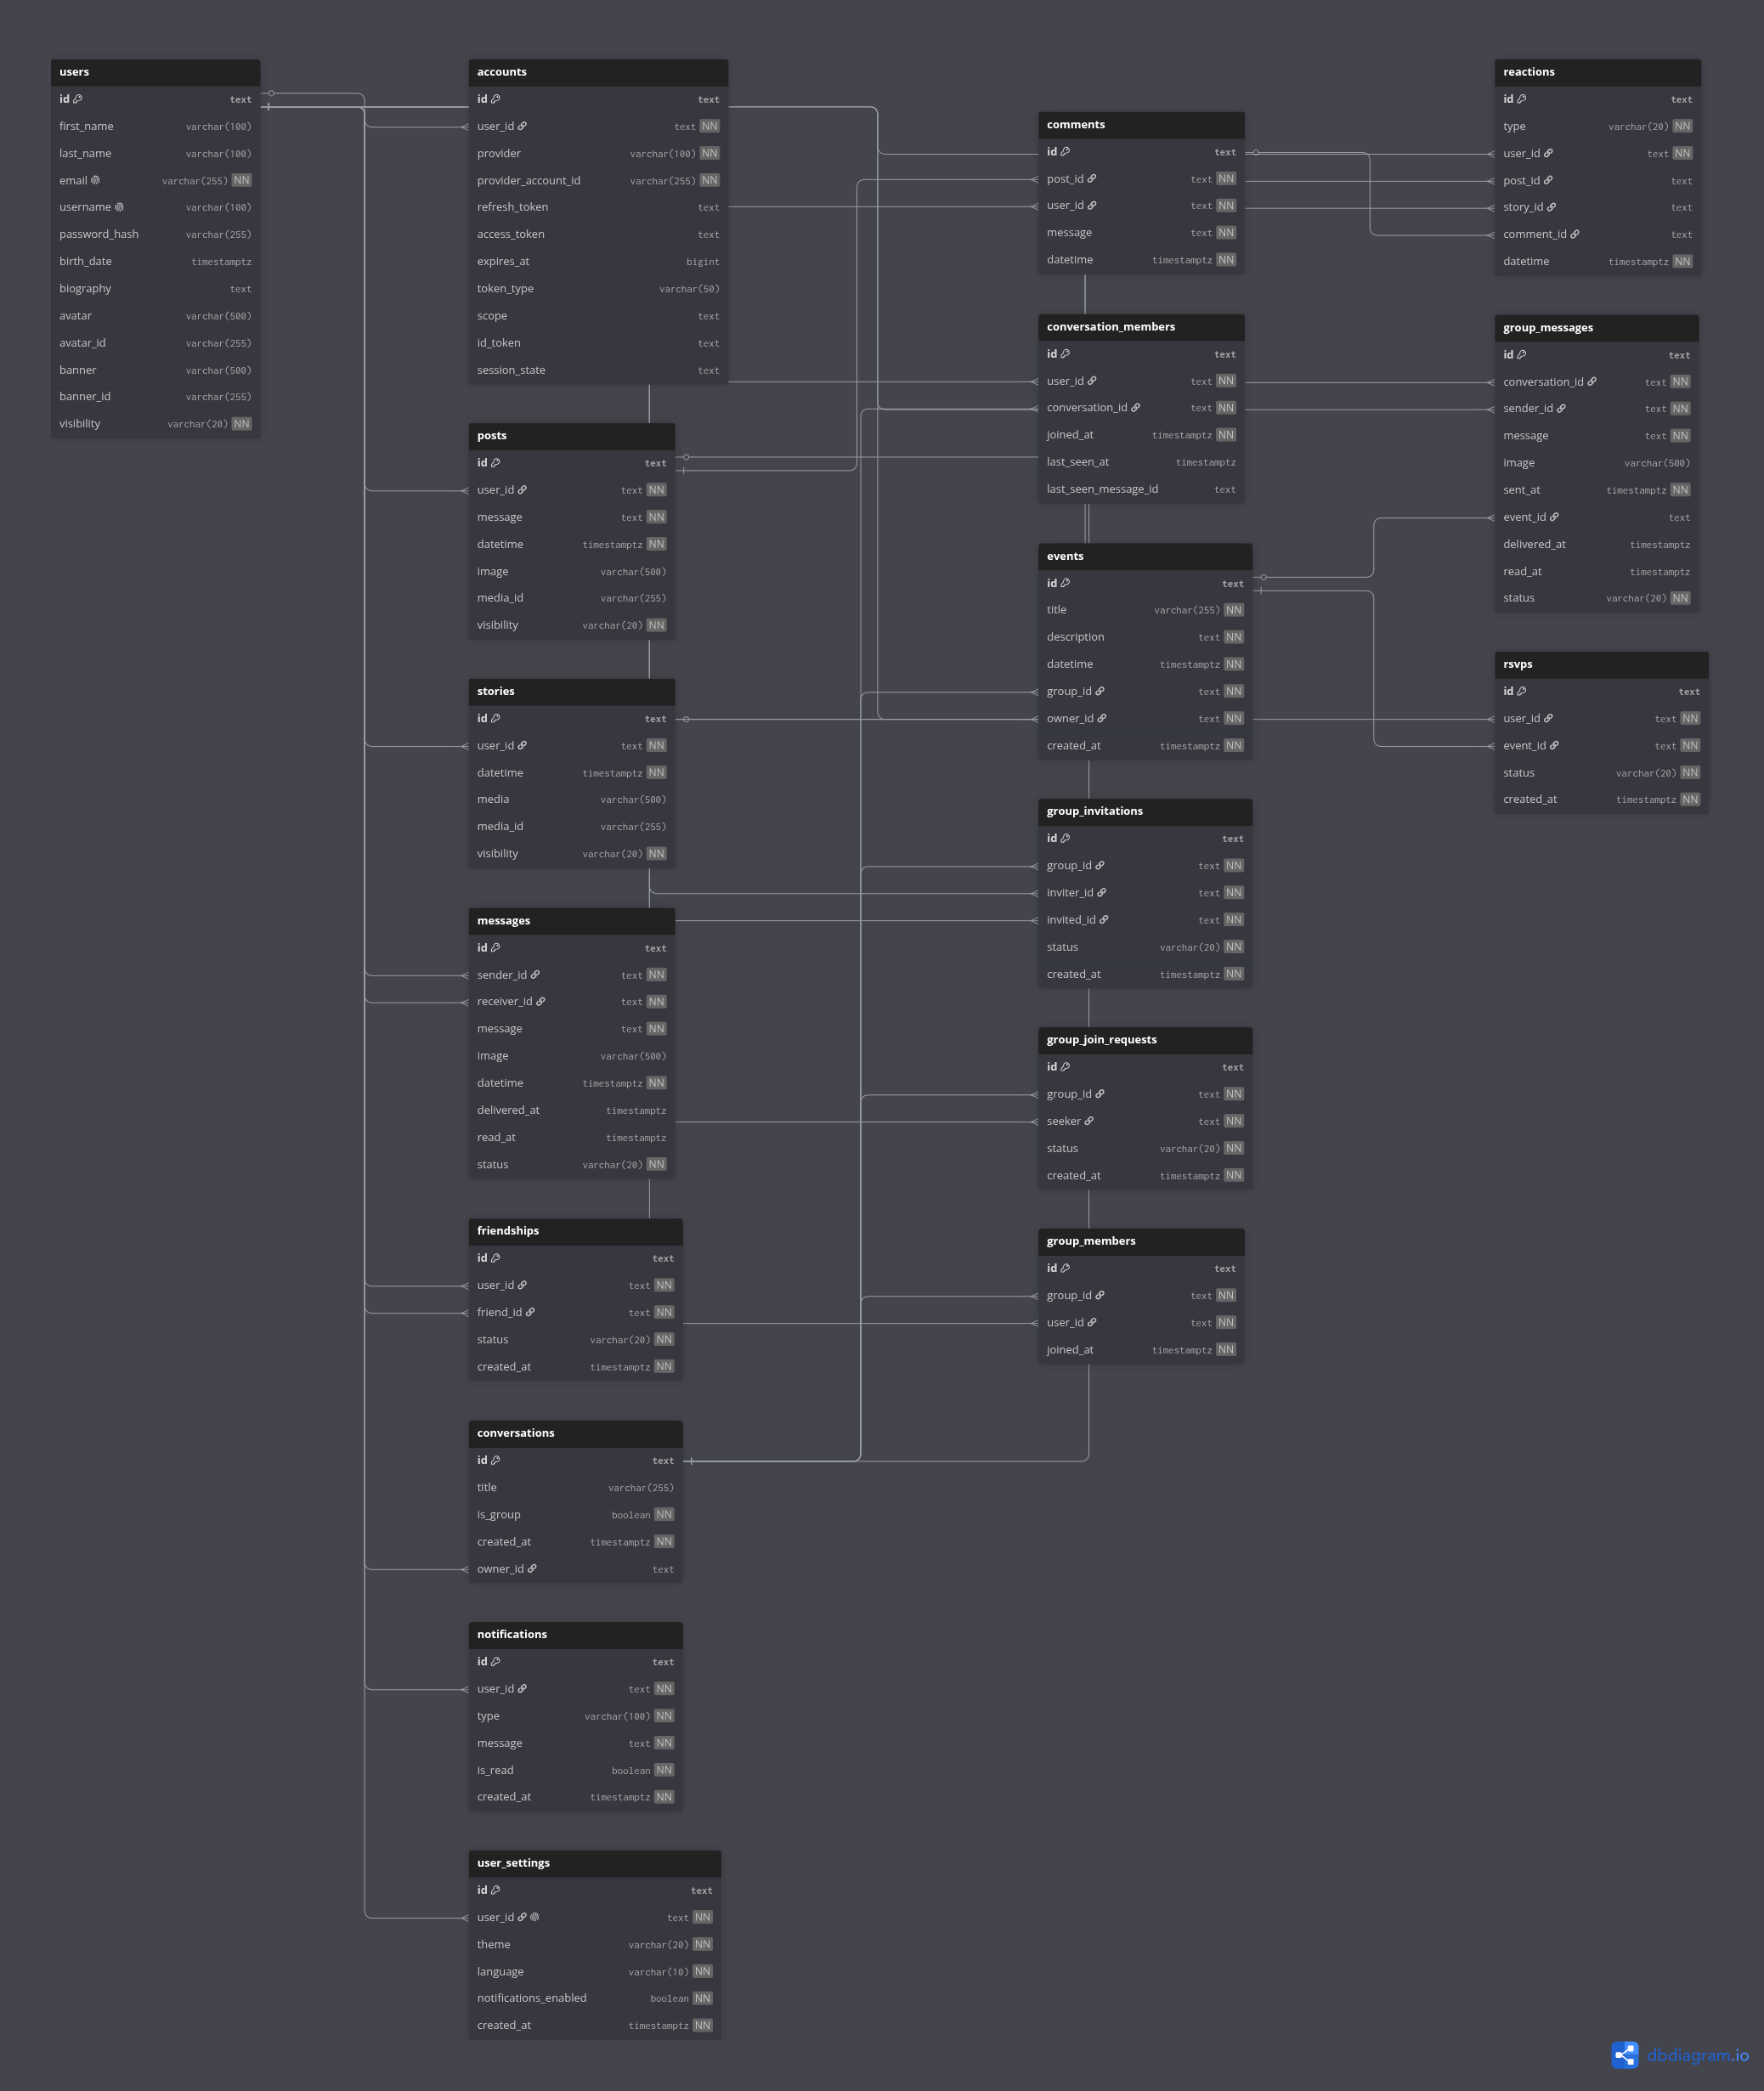 users
id text
first_name varchar(100)
last_name varchar(100)
email varchar(255) NN
username varchar(100)
password_hash varchar(255)
birth_date timestamptz
biography text
avatar varchar(500)
avatar_id varchar(255)
banner varchar(500)
banner_id varchar(255)
visibility varchar(20) NN
accounts
id text
user_id text NN
provider varchar(100) NN
provider_account_id varchar(255) NN
refresh_token text
access_token text
expires_at bigint
token_type varchar(50)
scope text
id_token text
session_state text
posts
id text
user_id text NN
message text NN
datetime timestamptz NN
image varchar(500)
media_id varchar(255)
visibility varchar(20) NN
stories
id text
user_id text NN
datetime timestamptz NN
media varchar(500)
media_id varchar(255)
visibility varchar(20) NN
messages
id text
sender_id text NN
receiver_id text NN
message text NN
image varchar(500)
datetime timestamptz NN
delivered_at timestamptz
read_at timestamptz
status varchar(20) NN
friendships
id text
user_id text NN
friend_id text NN
status varchar(20) NN
created_at timestamptz NN
conversations
id text
title varchar(255)
is_group boolean NN
created_at timestamptz NN
owner_id text
notifications
id text
user_id text NN
type varchar(100) NN
message text NN
is_read boolean NN
created_at timestamptz NN
user_settings
id text
user_id text NN
theme varchar(20) NN
language varchar(10) NN
notifications_enabled boolean NN
created_at timestamptz NN
comments
id text
post_id text NN
user_id text NN
message text NN
datetime timestamptz NN
conversation_members
id text
user_id text NN
conversation_id text NN
joined_at timestamptz NN
last_seen_at timestamptz
last_seen_message_id text
events
id text
title varchar(255) NN
description text NN
datetime timestamptz NN
group_id text NN
owner_id text NN
created_at timestamptz NN
group_invitations
id text
group_id text NN
inviter_id text NN
invited_id text NN
status varchar(20) NN
created_at timestamptz NN
group_join_requests
id text
group_id text NN
seeker text NN
status varchar(20) NN
created_at timestamptz NN
group_members
id text
group_id text NN
user_id text NN
joined_at timestamptz NN
reactions
id text
type varchar(20) NN
user_id text NN
post_id text
story_id text
comment_id text
datetime timestamptz NN
group_messages
id text
conversation_id text NN
sender_id text NN
message text NN
image varchar(500)
sent_at timestamptz NN
event_id text
delivered_at timestamptz
read_at timestamptz
status varchar(20) NN
rsvps
id text
user_id text NN
event_id text NN
status varchar(20) NN
created_at timestamptz NN
dbdiagram.io